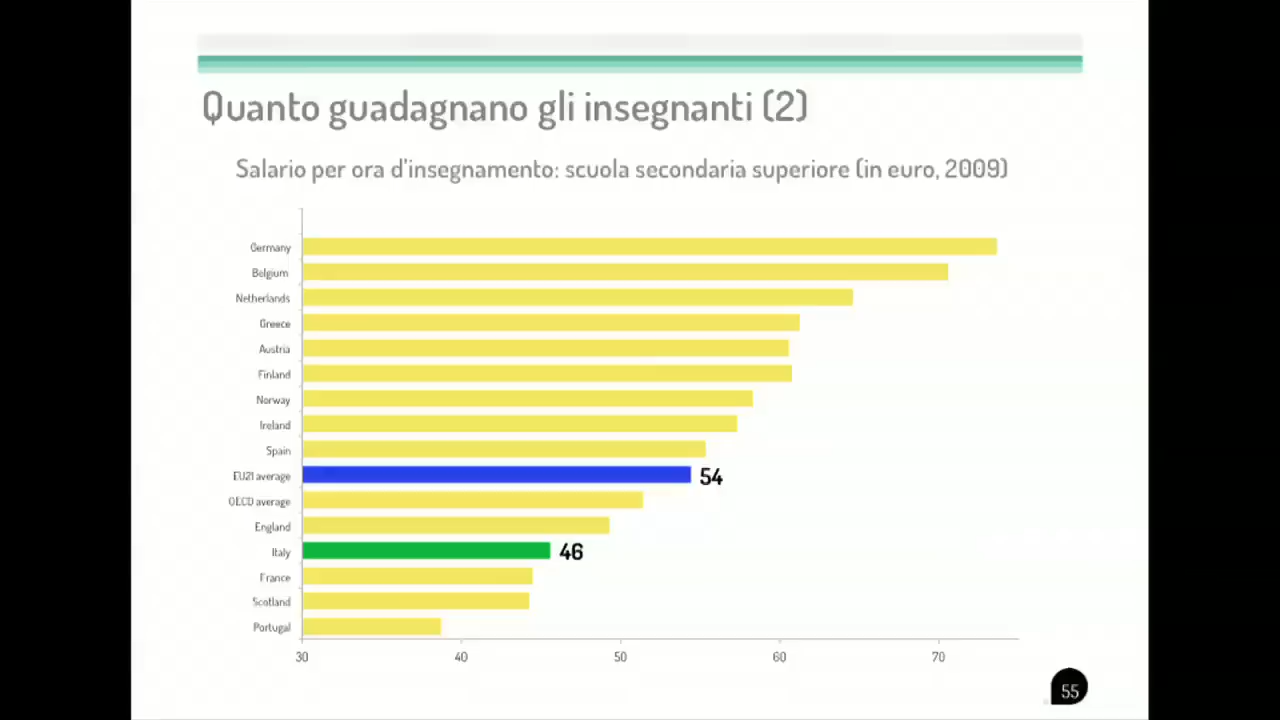 Quanto guadagnano gli insegnanti (2)
Salario per ora d'insegnamento: scuola secondaria superiore (in euro, 2009)
Germany
Belgium
Netherlands
Greece
Austria
Finland
Norway
Ireland
Spain
EU21 average 54
OECD average
England
Italy 46
France
Scotland
Portugal
30 40 50 60 70
55